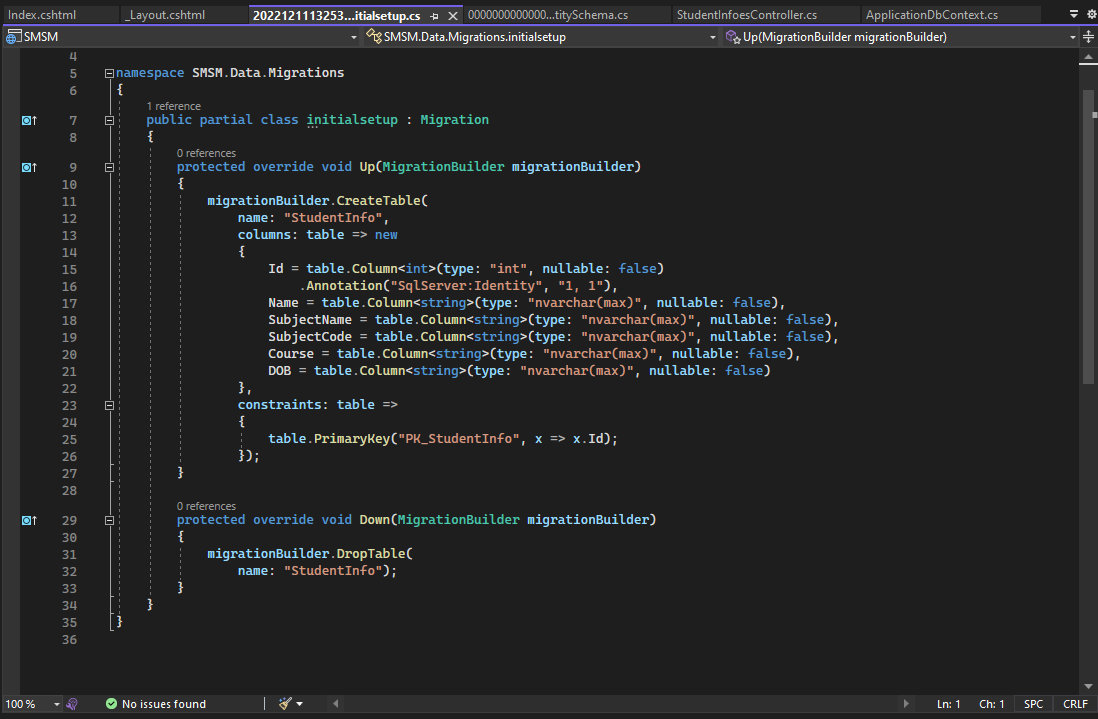 Index.cshtml _Layout.cshtml 2022121113253...itialsetup.cs 000000000000...titySchema.cs StudentInfoesController.cs ApplicationDbContext.cs
SMSM SMSM.Data.Migrations.initialsetup Up(MigrationBuilder migrationBuilder)
4
5 namespace SMSM.Data.Migrations
6 {
1 reference
7 public partial class initialsetup : Migration
8 {
0 references
9 protected override void Up(MigrationBuilder migrationBuilder)
10 {
11 migrationBuilder.CreateTable(
12 name: "StudentInfo",
13 columns: table => new
14 {
15 Id = table.Column<int>(type: "int", nullable: false)
16 .Annotation("SqlServer:Identity", "1, 1"),
17 Name = table.Column<string>(type: "nvarchar(max)", nullable: false),
18 SubjectName = table.Column<string>(type: "nvarchar(max)", nullable: false),
19 SubjectCode = table.Column<string>(type: "nvarchar(max)", nullable: false),
20 Course = table.Column<string>(type: "nvarchar(max)", nullable: false),
21 DOB = table.Column<string>(type: "nvarchar(max)", nullable: false)
22 },
23 constraints: table =>
24 {
25 table.PrimaryKey("PK_StudentInfo", x => x.Id);
26 });
27 }
28
0 references
29 protected override void Down(MigrationBuilder migrationBuilder)
30 {
31 migrationBuilder.DropTable(
32 name: "StudentInfo");
33 }
34 }
35 }
36
100 % No issues found Ln: 1 Ch: 1 SPC CRLF